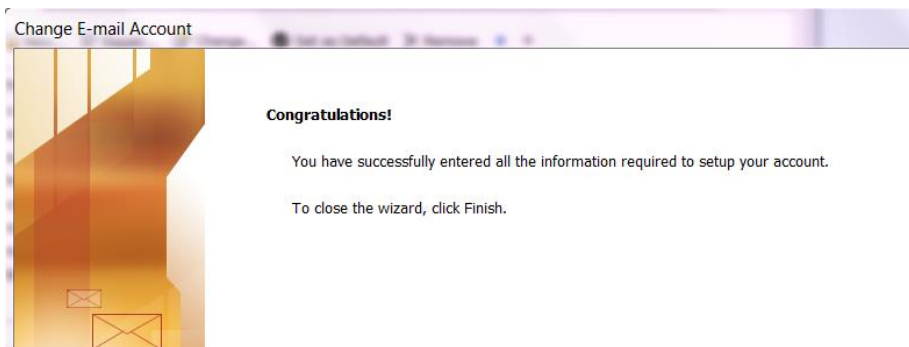 Change E-mail Account
Congratulations!
You have successfully entered all the information required to setup your account.
To close the wizard, click Finish.